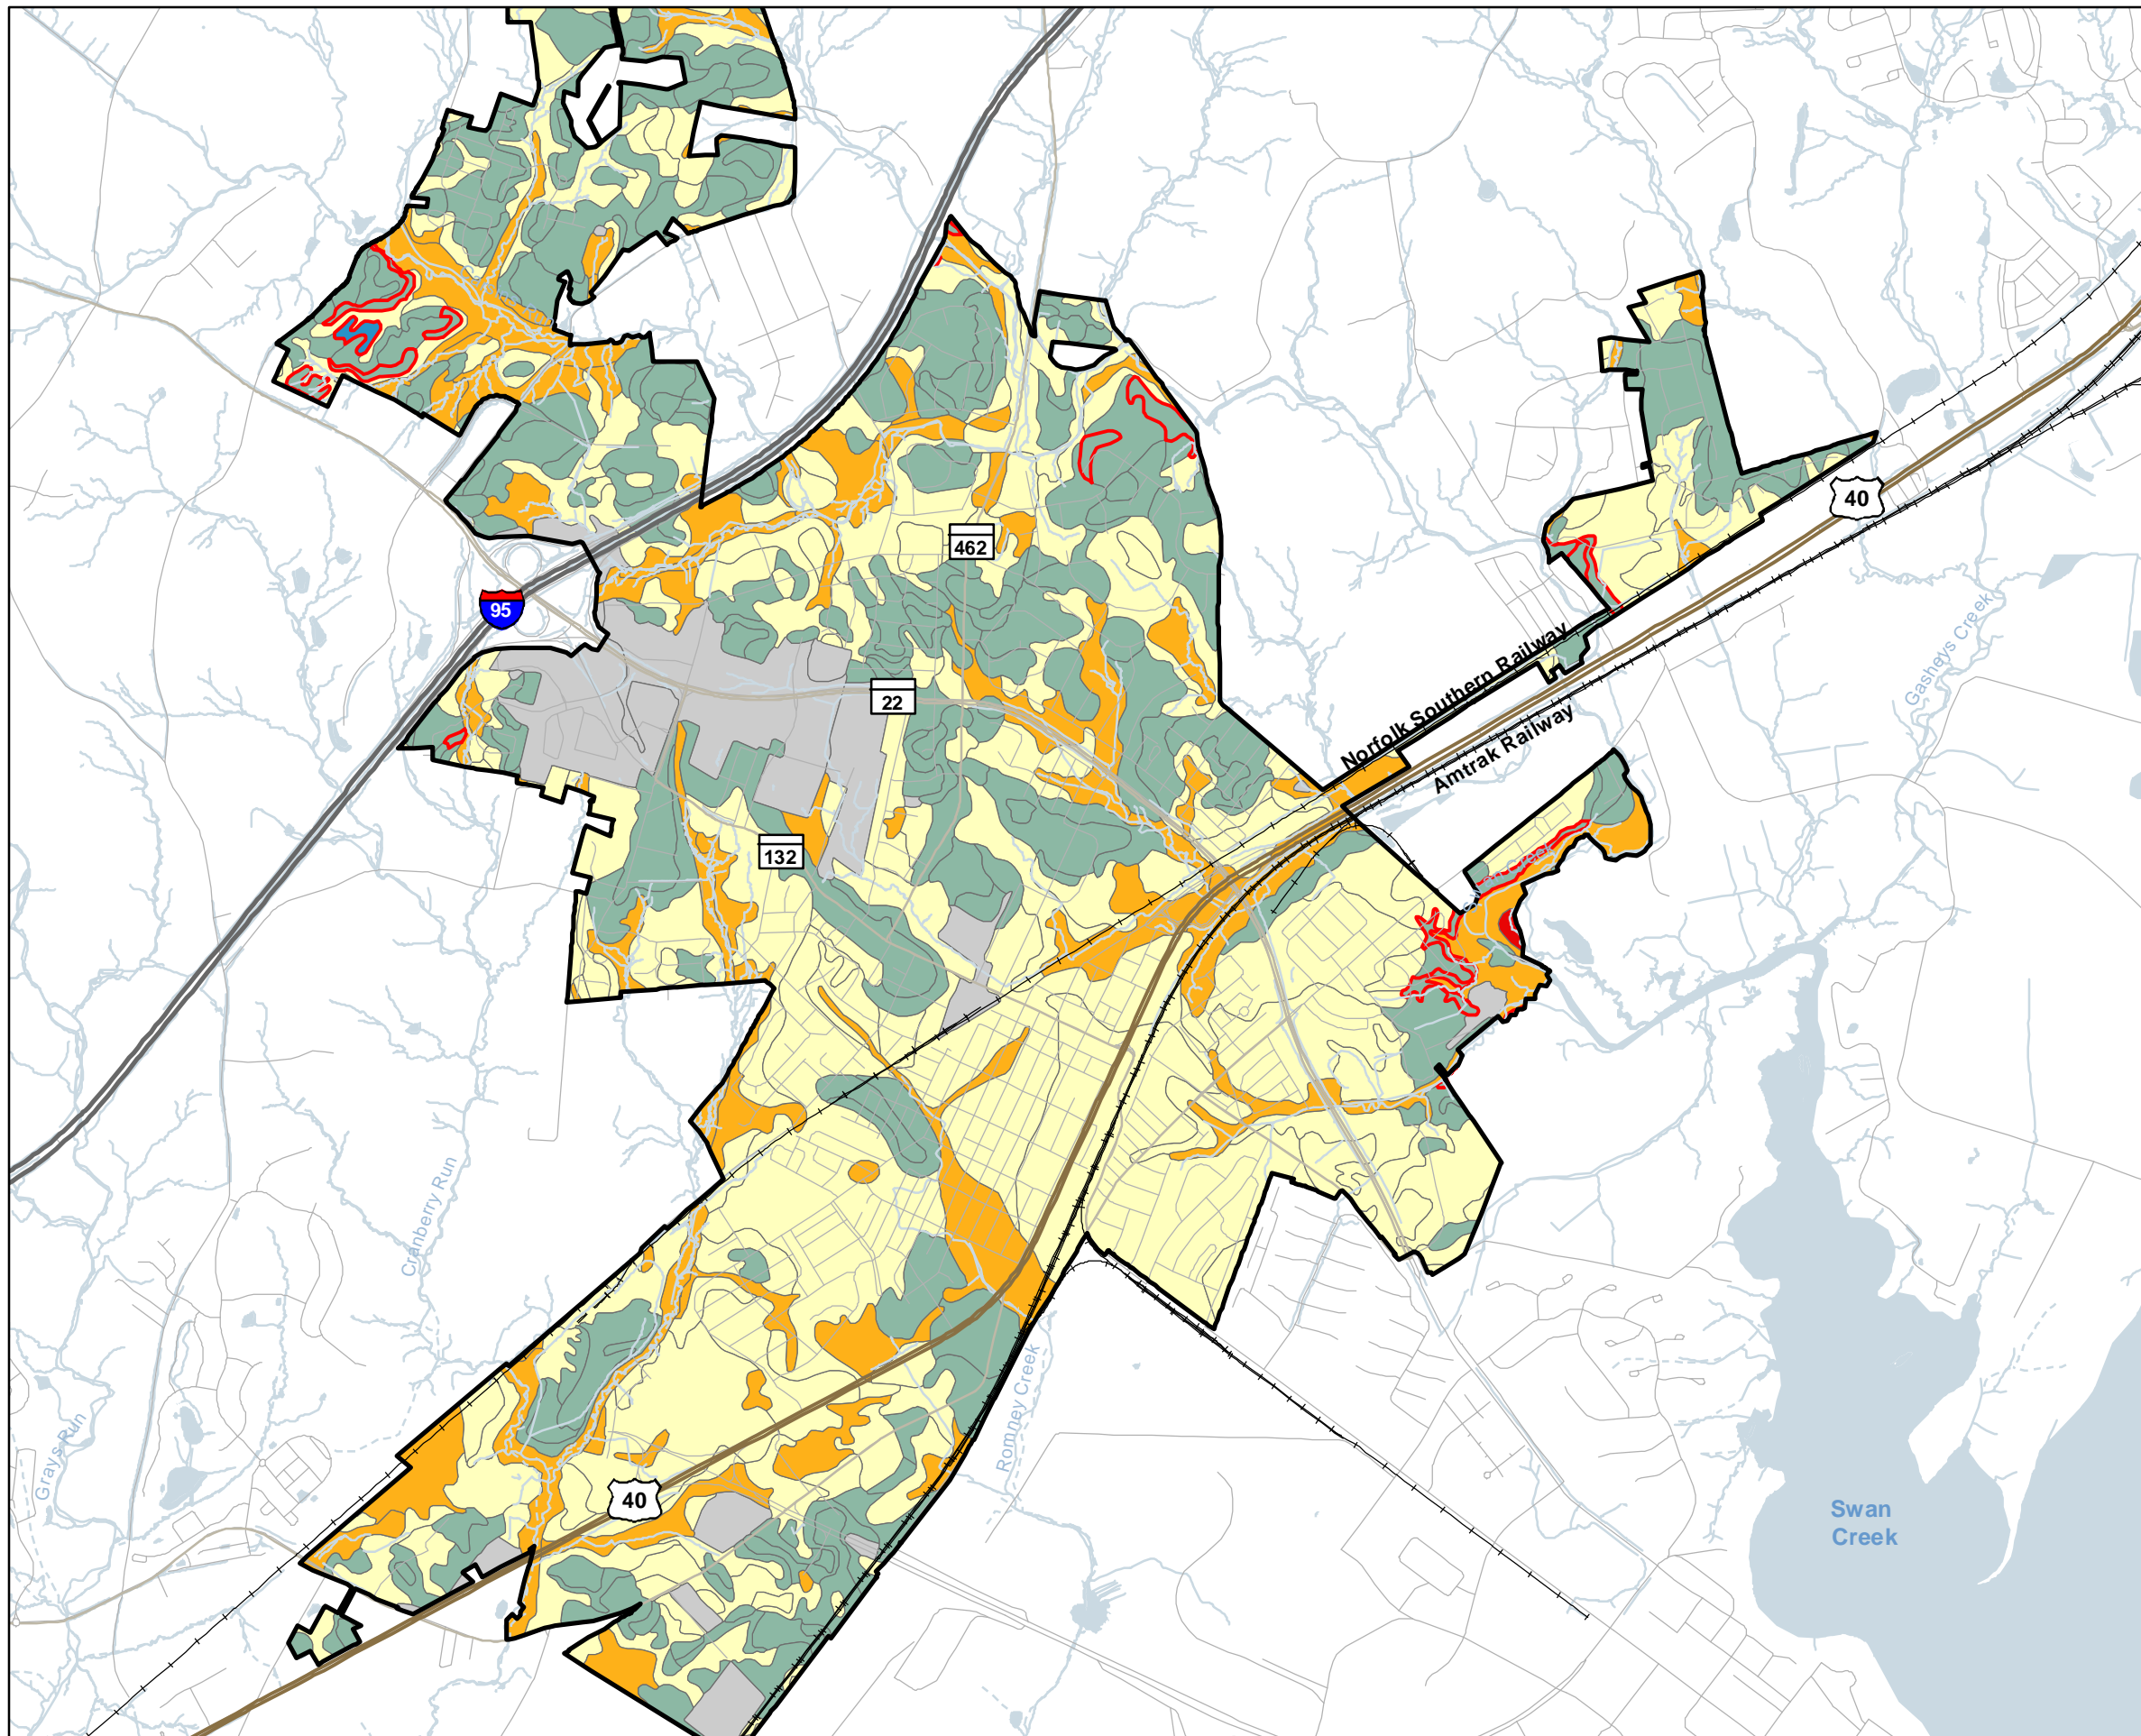 40
462
95
Gasheys Creek
Norfolk Southern Railway
22
Amtrak Railway
132
Cranberry Run
Romney Creek
Grays Run
40
Swan
Creek